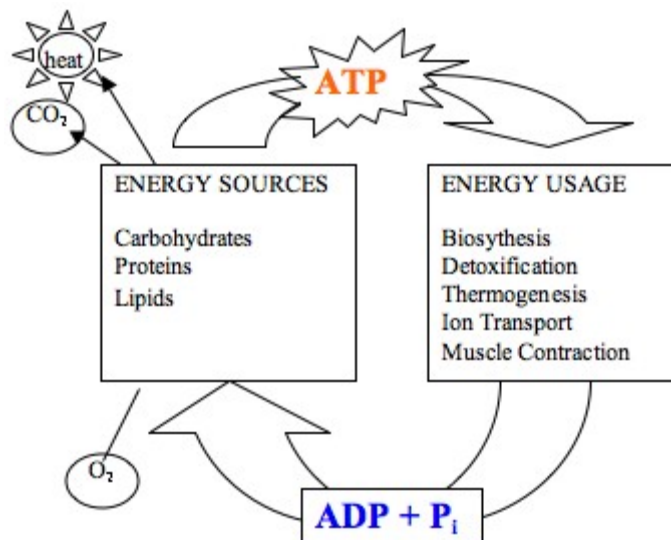 heat
ATP
CO₂
ENERGY SOURCES
Carbohydrates
Proteins
Lipids
ENERGY USAGE
Biosythesis
Detoxification
Thermogenesis
Ion Transport
Muscle Contraction
O₂
ADP + Pᵢ